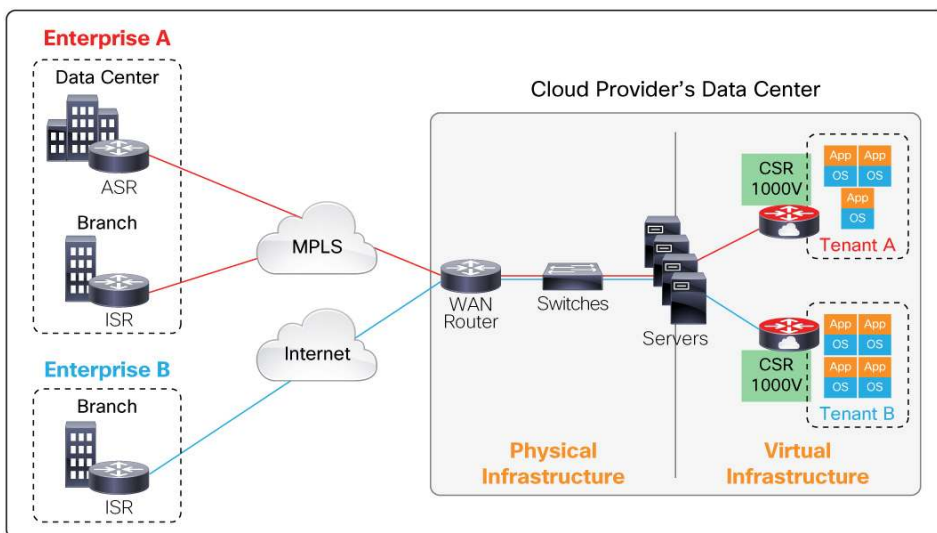 Enterprise A
Data Center
ASR
Branch
ISR
Enterprise B
Branch
ISR
MPLS
Internet
Cloud Provider's Data Center
WAN
Router
Switches
Servers
CSR
1000V
App
App
OS
OS
App
OS
Tenant A
CSR
1000V
App
App
OS
OS
App
App
OS
OS
Tenant B
Physical
Infrastructure
Virtual
Infrastructure